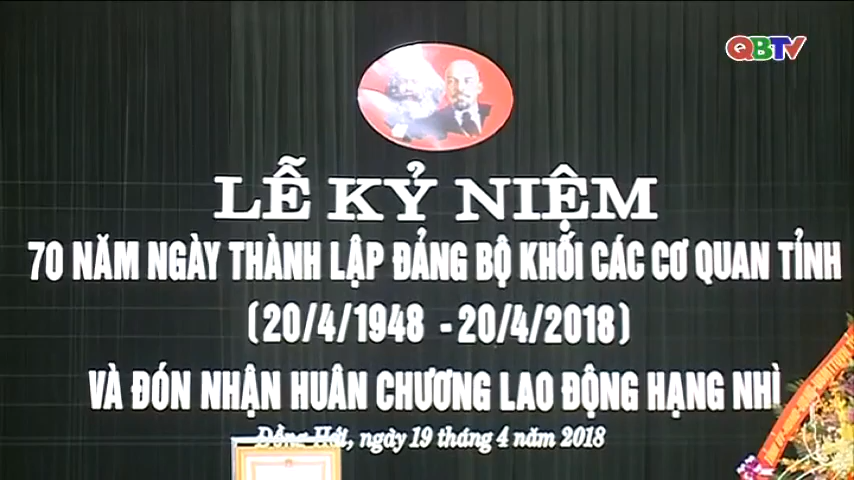 QBTV
LỄ KỶ NIỆM
70 NĂM NGÀY THÀNH LẬP ĐẢNG BỘ KHỐI CÁC CƠ QUAN TỈNH
(20/4/1948 - 20/4/2018)
VÀ ĐÓN NHẬN HUÂN CHƯƠNG LAO ĐỘNG HẠNG NHÌ
Đồng Hới, ngày 19 tháng 4 năm 2018